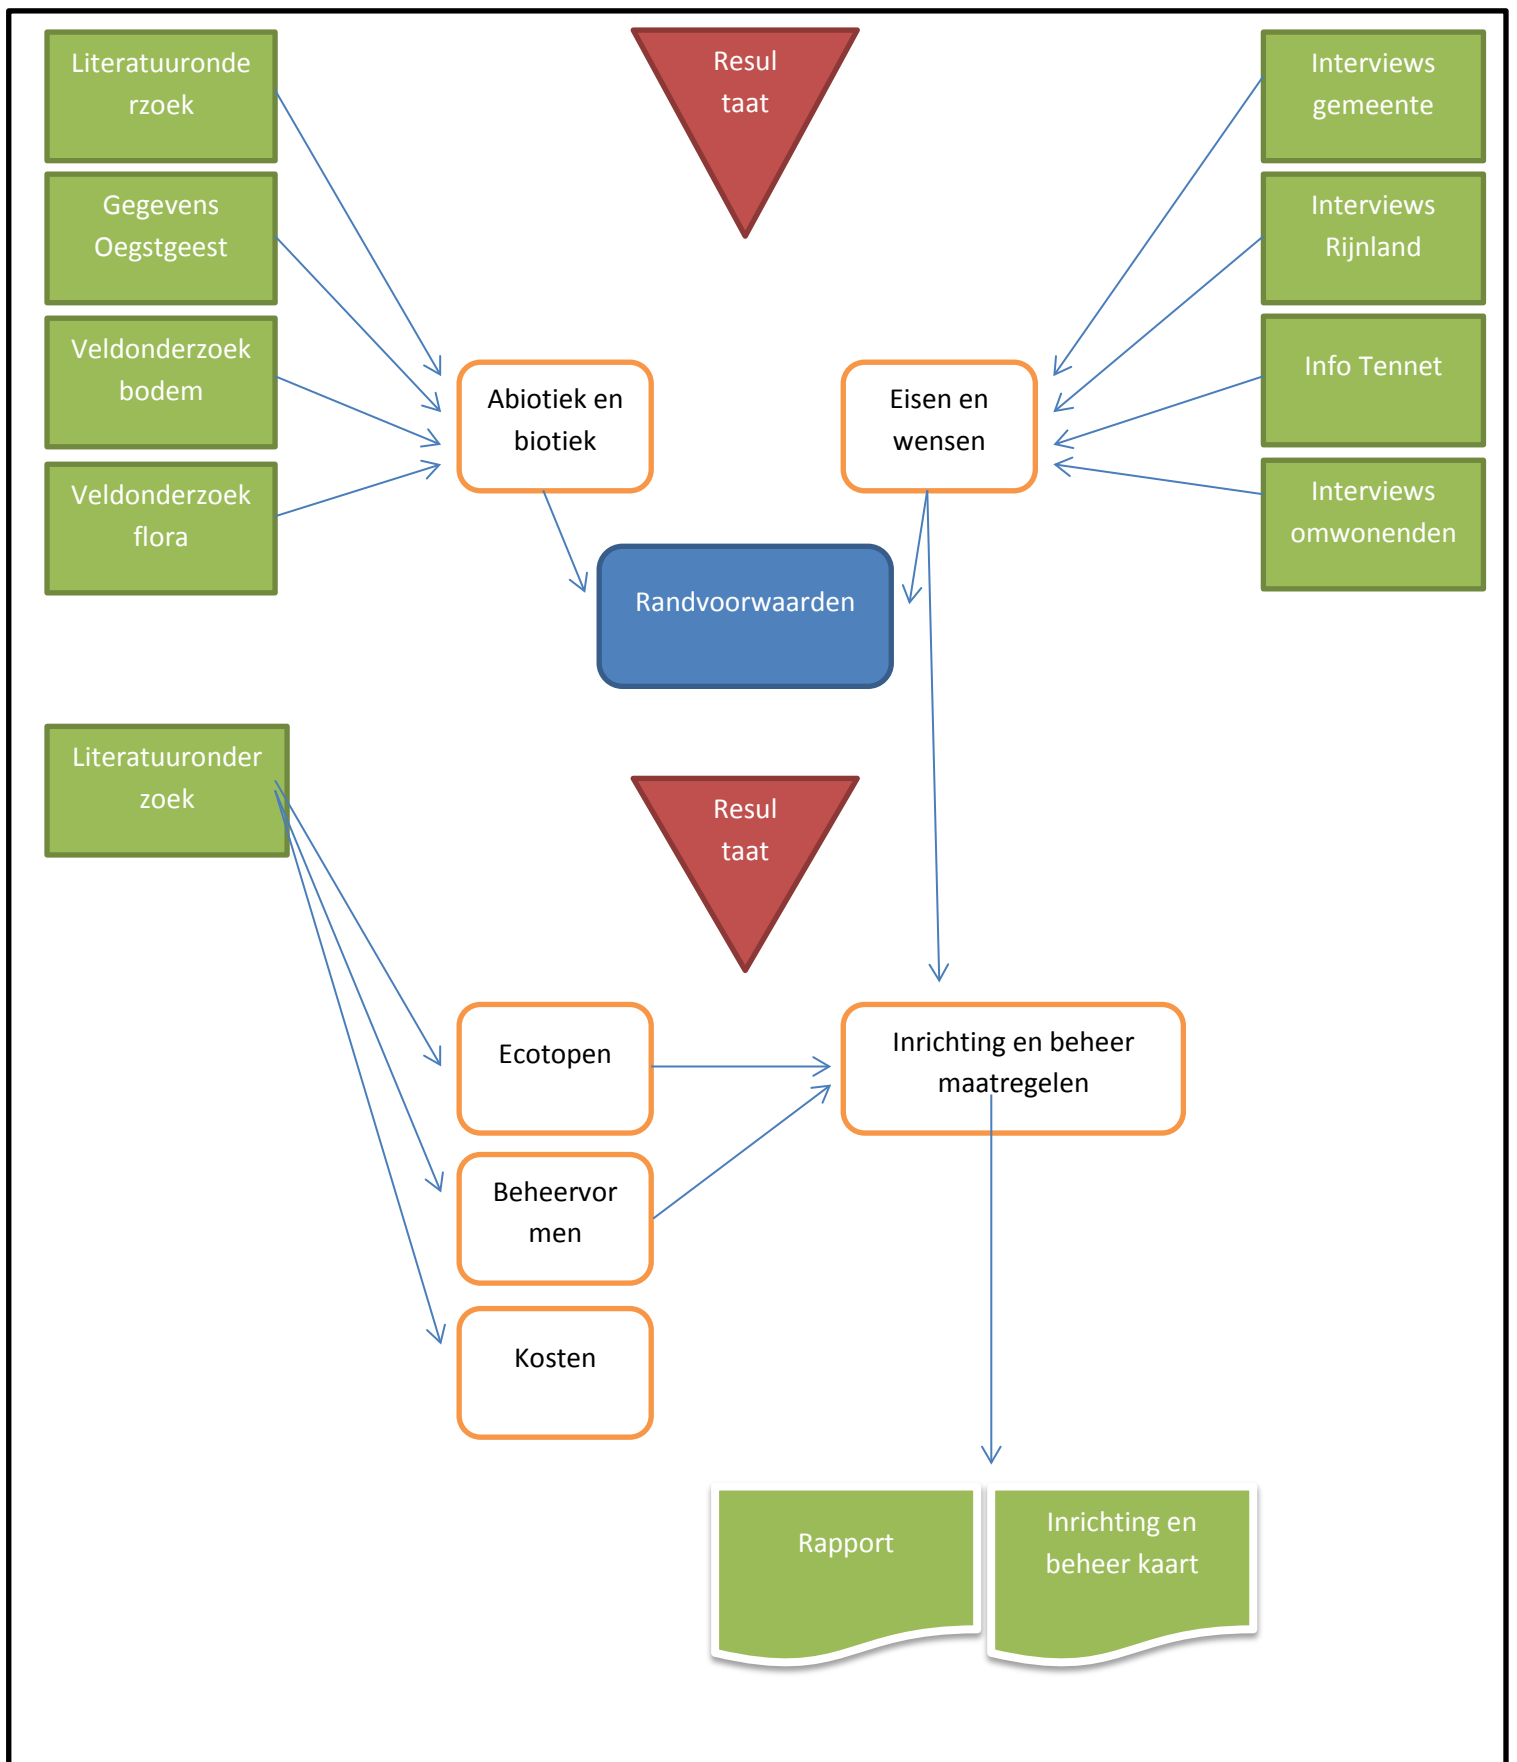 Literatuuronde
rzoek
Gegevens
Oegstgeest
Veldonderzoek
bodem
Veldonderzoek
flora
Resul
taat
Interviews
gemeente
Interviews
Rijnland
Info Tennet
Interviews
omwonenden
Abiotiek en
biotiek
Eisen en
wensen
Randvoorwaarden
Literatuuronder
zoek
Resul
taat
Ecotopen
Beheervor
men
Kosten
Inrichting en beheer
maatregelen
Rapport
Inrichting en
beheer kaart